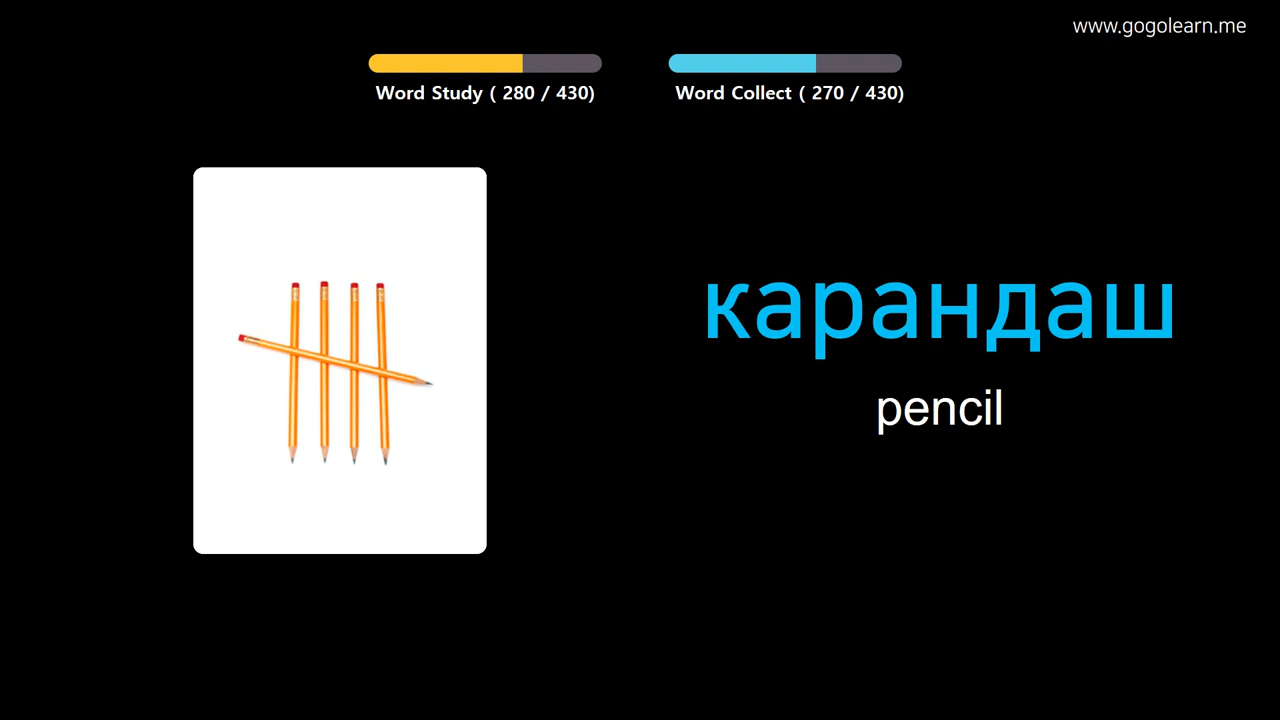 www.gogolearn.me
Word Study ( 280 / 430)
Word Collect ( 270 / 430)
карандаш
pencil